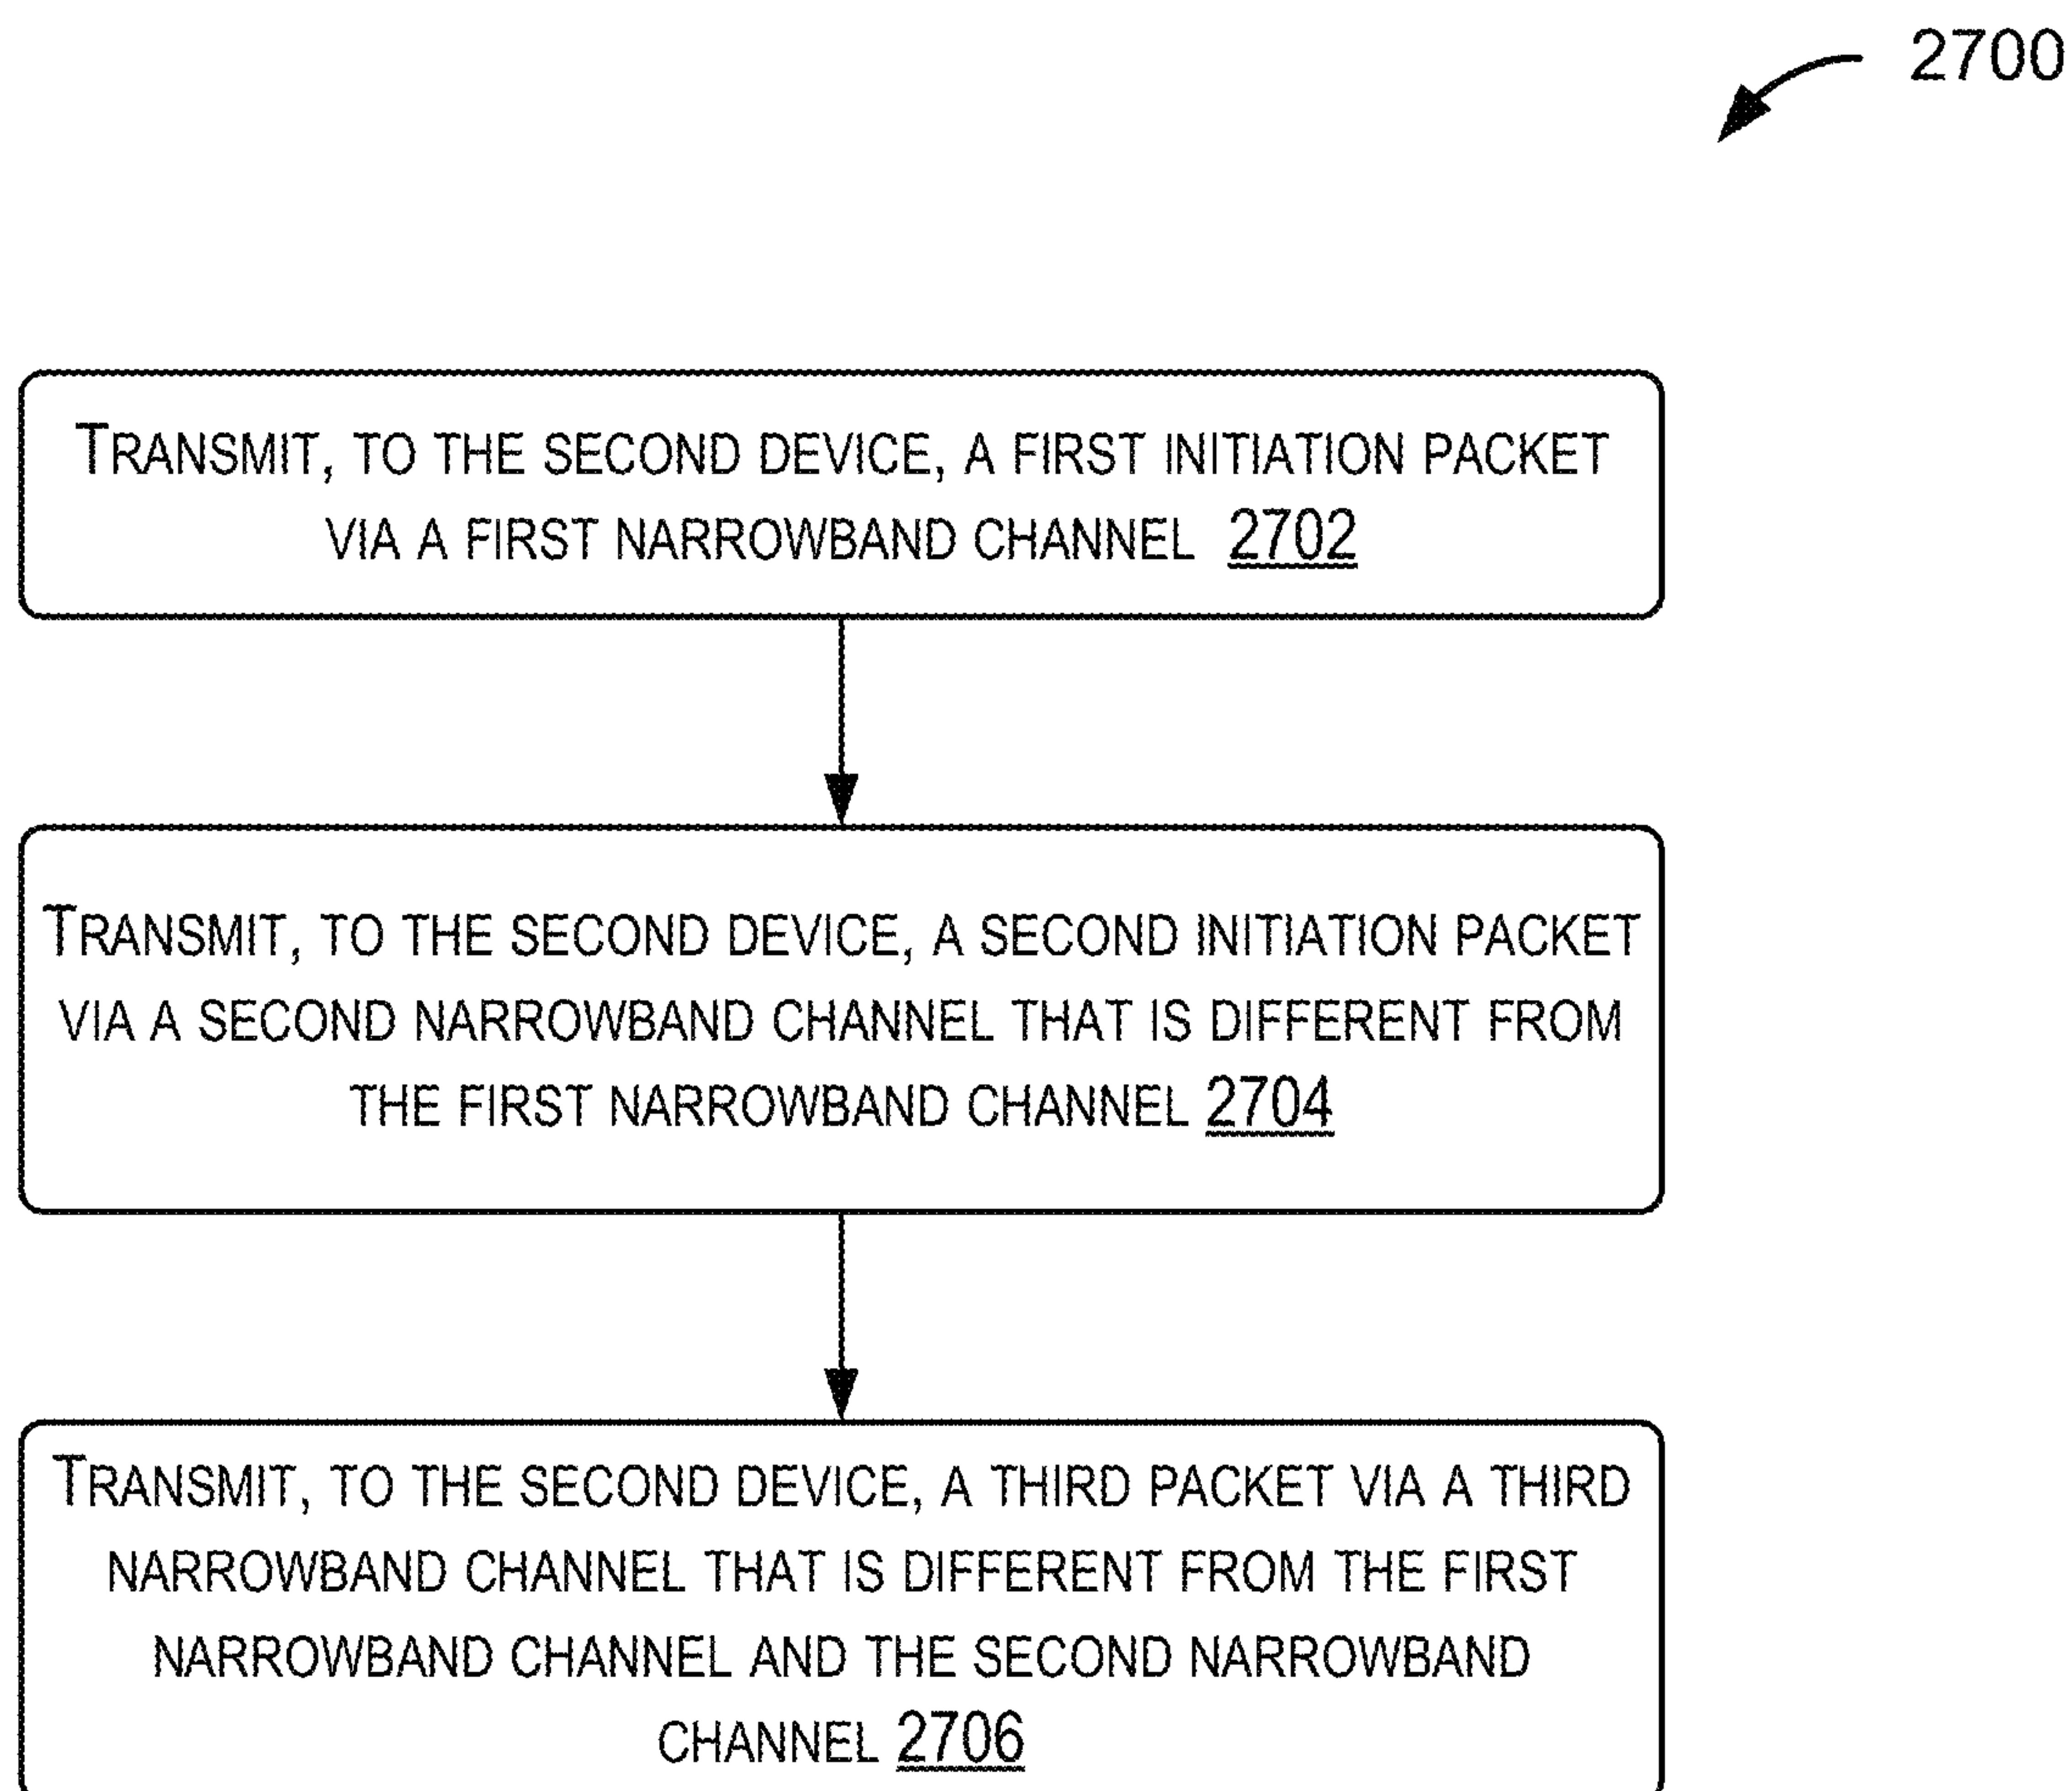 2700
TRANSMIT, TO THE SECOND DEVICE, A FIRST INITIATION PACKET
VIA A FIRST NARROWBAND CHANNEL 2702
TRANSMIT, TO THE SECOND DEVICE, A SECOND INITIATION PACKET
VIA A SECOND NARROWBAND CHANNEL THAT IS DIFFERENT FROM
THE FIRST NARROWBAND CHANNEL 2704
TRANSMIT, TO THE SECOND DEVICE, A THIRD PACKET VIA A THIRD
NARROWBAND CHANNEL THAT IS DIFFERENT FROM THE FIRST
NARROWBAND CHANNEL AND THE SECOND NARROWBAND
CHANNEL 2706